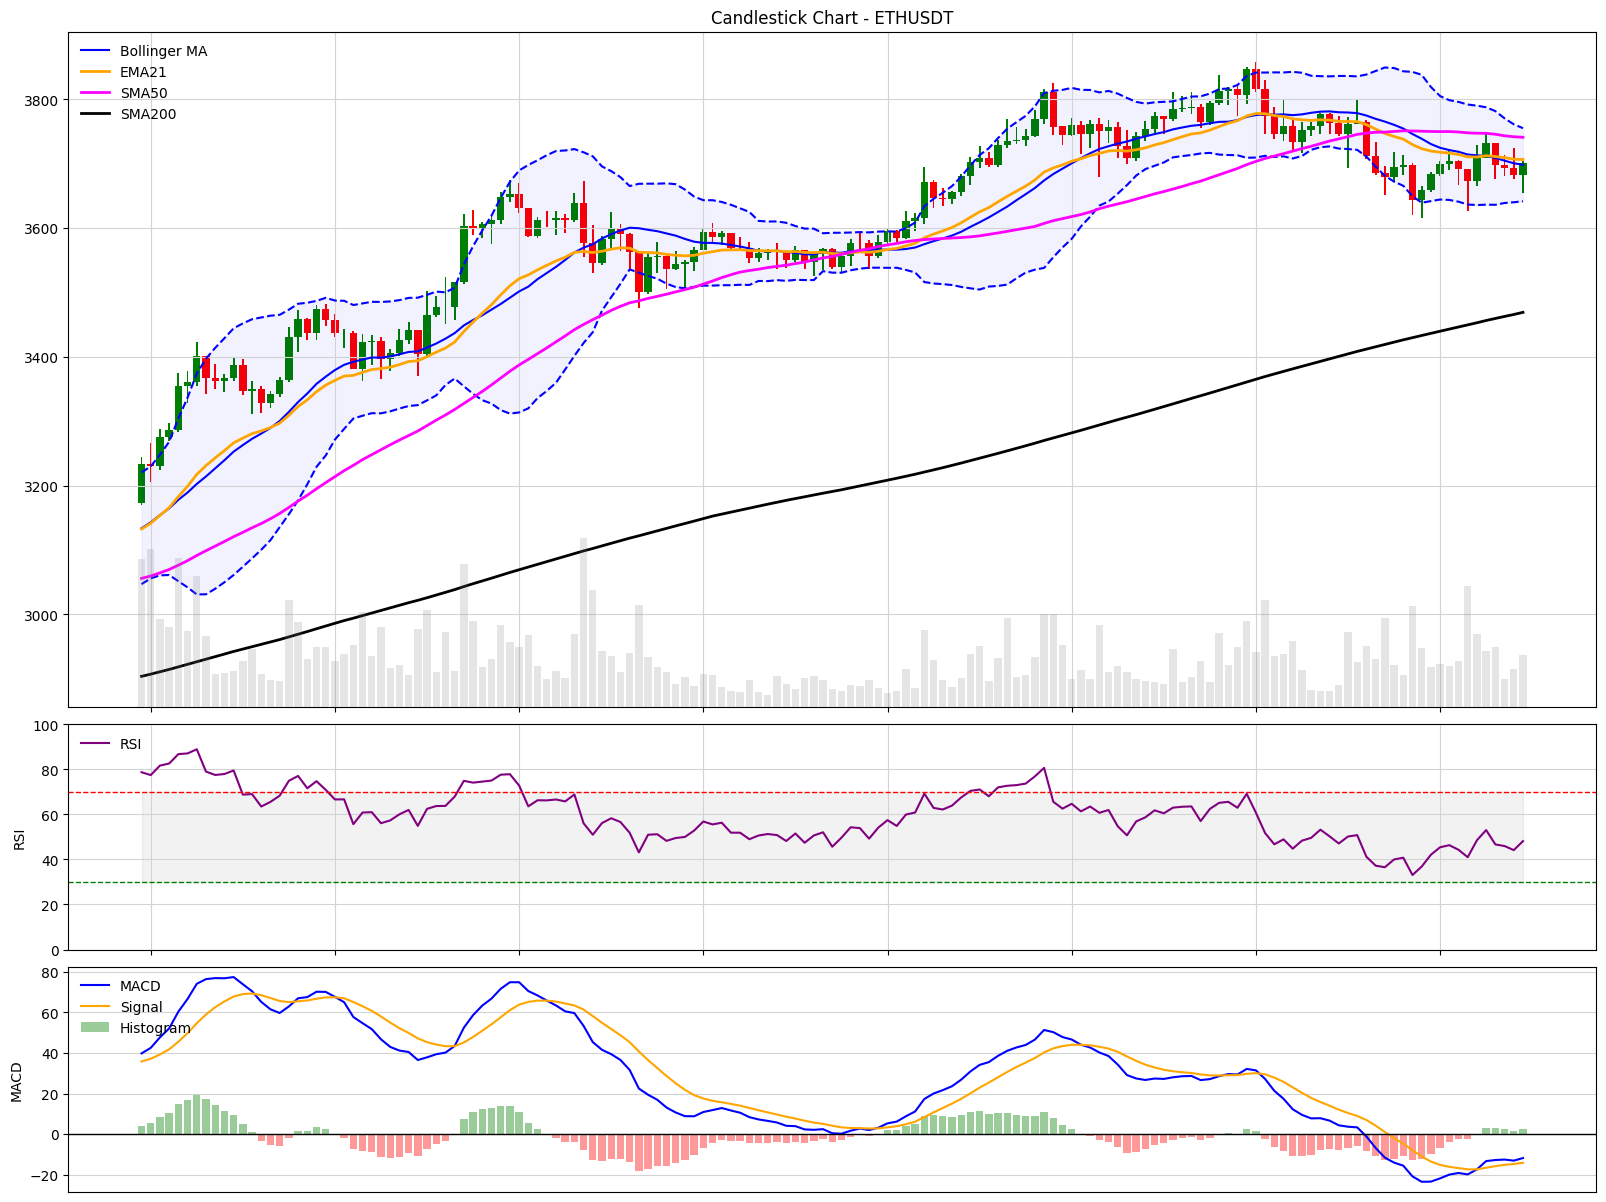 Candlestick Chart - ETHUSDT
Bollinger MA
EMA21
SMA50
SMA200
3800
3600
3400
3200
3000
RSI
100
80
60
40
20
0
RSI
MACD
Signal
Histogram
80
60
40
20
0
−20
MACD